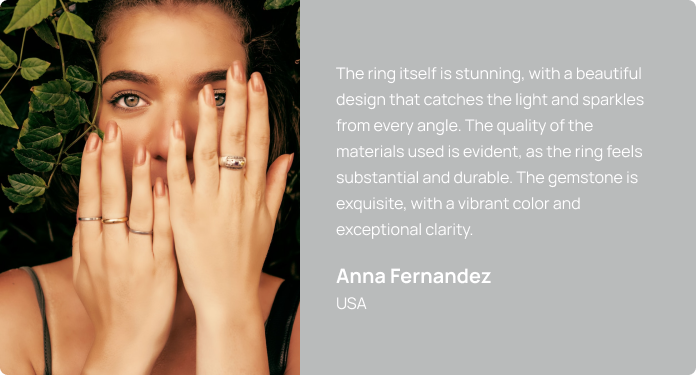 The ring itself is stunning, with a beautiful
design that catches the light and sparkles
from every angle. The quality of the
materials used is evident, as the ring feels
substantial and durable. The gemstone is
exquisite, with a vibrant color and
exceptional clarity.
Anna Fernandez
USA